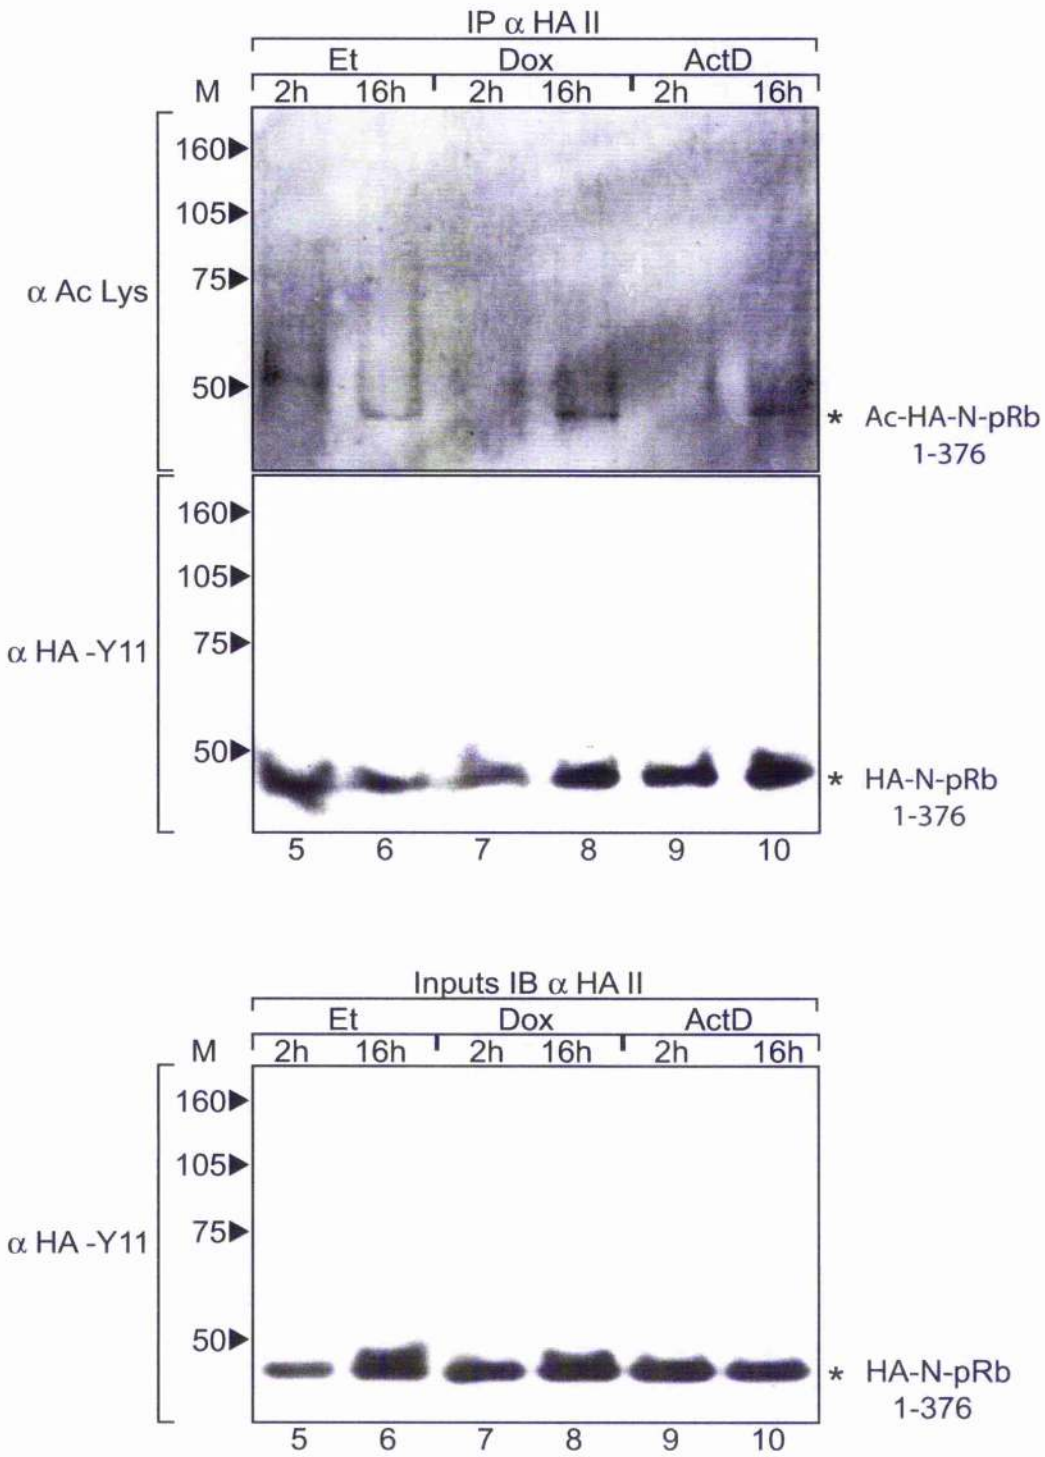 IP α HA II
Et Dox ActD
M 2h 16h 2h 16h 2h 16h
160
105
75
α Ac Lys
50
* Ac-HA-N-pRb
1-376
160
105
75
α HA -Y11
50
* HA-N-pRb
1-376
5 6 7 8 9 10
Inputs IB α HA II
Et Dox ActD
M 2h 16h 2h 16h 2h 16h
160
105
75
α HA -Y11
50
* HA-N-pRb
1-376
5 6 7 8 9 10